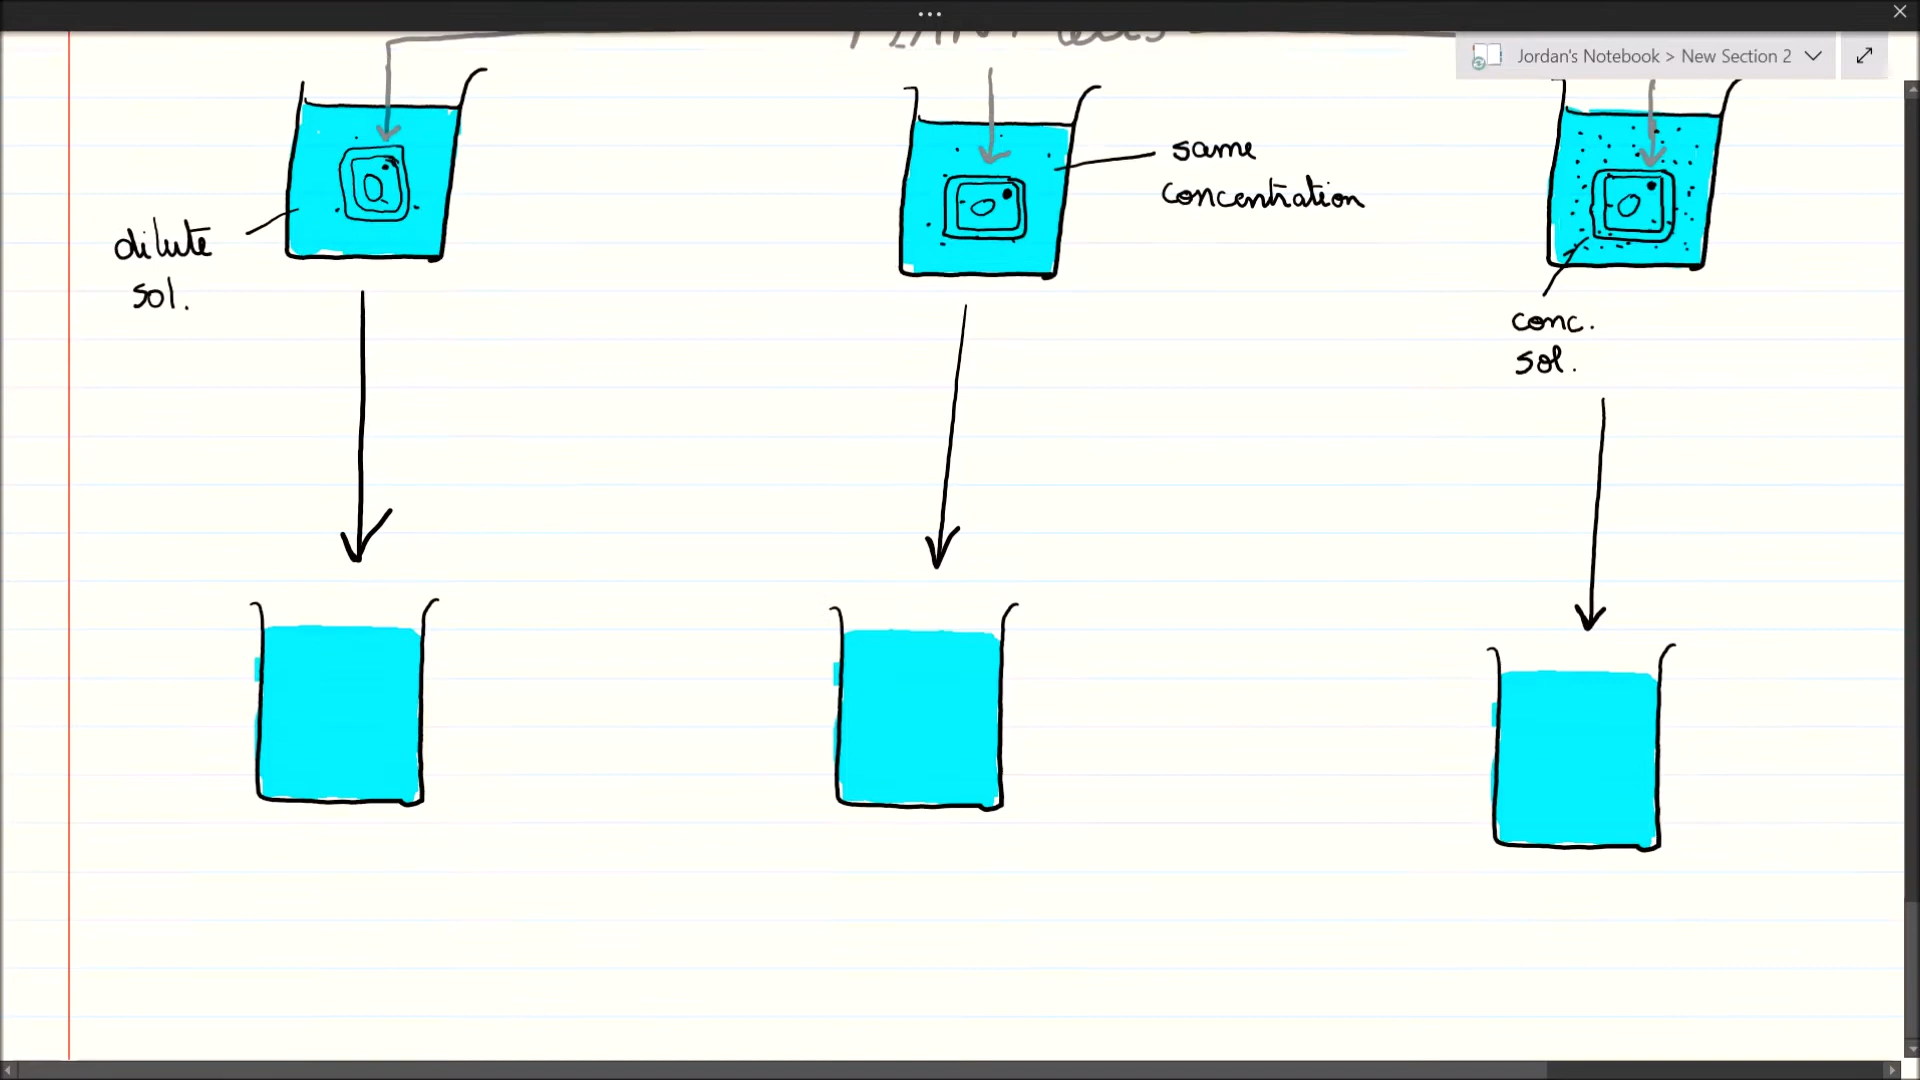 Jordan's Notebook > New Section 2
same
concentration
dilute
sol.
conc.
sol.